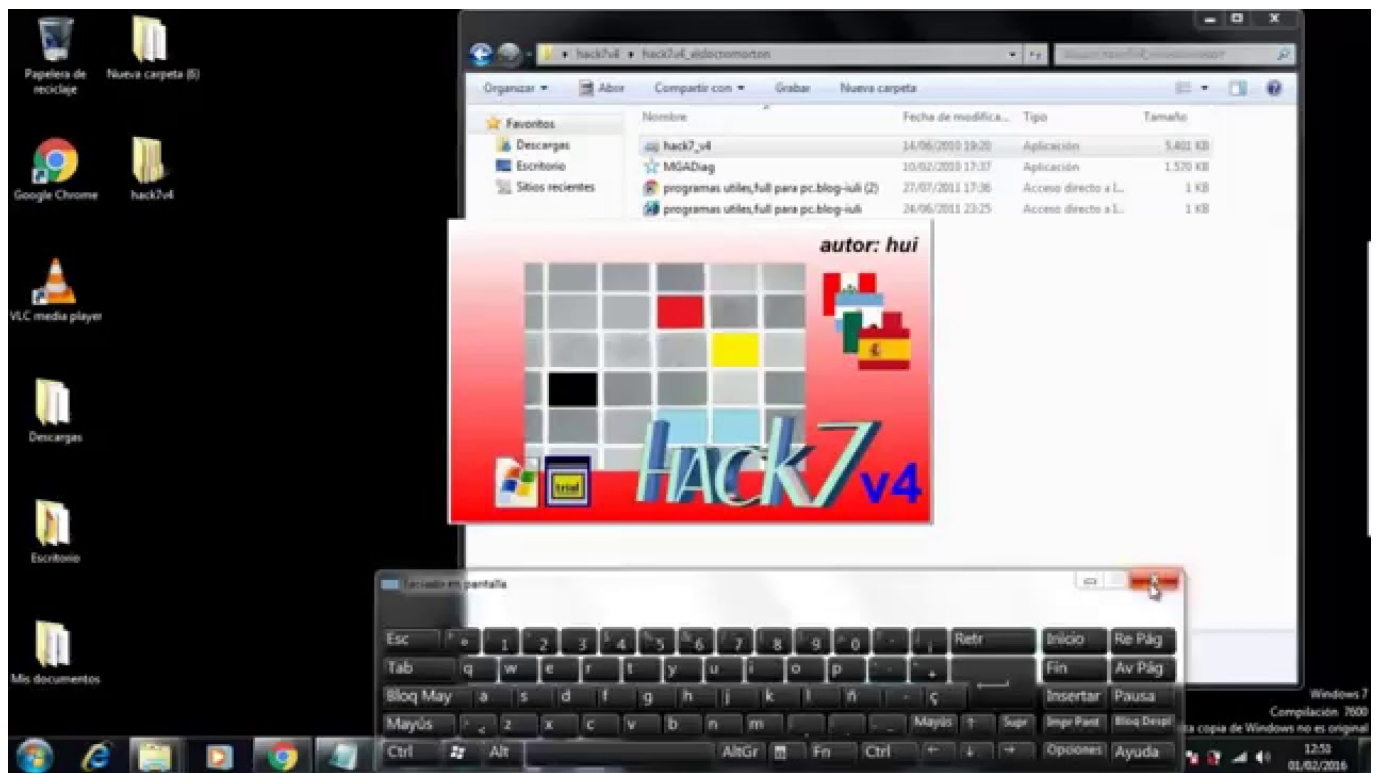 Papelera de reciclaje
Nueva carpeta (6)
Google Chrome
hack7v4
VLC media player
Descargas
Escritorio
Mis documentos
hack7v4
Organizar
Abrir
Compartir con
Grabar
Nueva carpeta
Favoritos
Descargas
Escritorio
Sitios recientes
Nombre
Fecha de modifica...
Tipo
Tamaño
hack7_v4 14/06/2010 19:20 Aplicación 5.401 KB
MGADiag 10/02/2010 17:37 Aplicación 1.570 KB
programas utiles,full para pc.blog-iuli (2) 27/07/2011 17:36 Acceso directo a I... 1 KB
programas utiles,full para pc.blog-iuli 24/06/2011 23:25 Acceso directo a I... 1 KB
autor: hui
trial
HACK7 v4
Teclado en pantalla
Esc º 1 2 3 4 5 6 7 8 9 0 Retr Inicio Re Pág
Tab q w e r t y u i o p + Fin Av Pág
Bloq May a s d f g h j k l ñ ç Insertar Pausa
Mayús < z x c v b n m Mayús ↑ Supr Impr Pant Bloq Despl
Ctrl Alt AltGr Fn Ctrl ← ↓ → Opciones Ayuda
Windows 7
Compilación 7600
copia de Windows no es original
12:53
01/02/2016